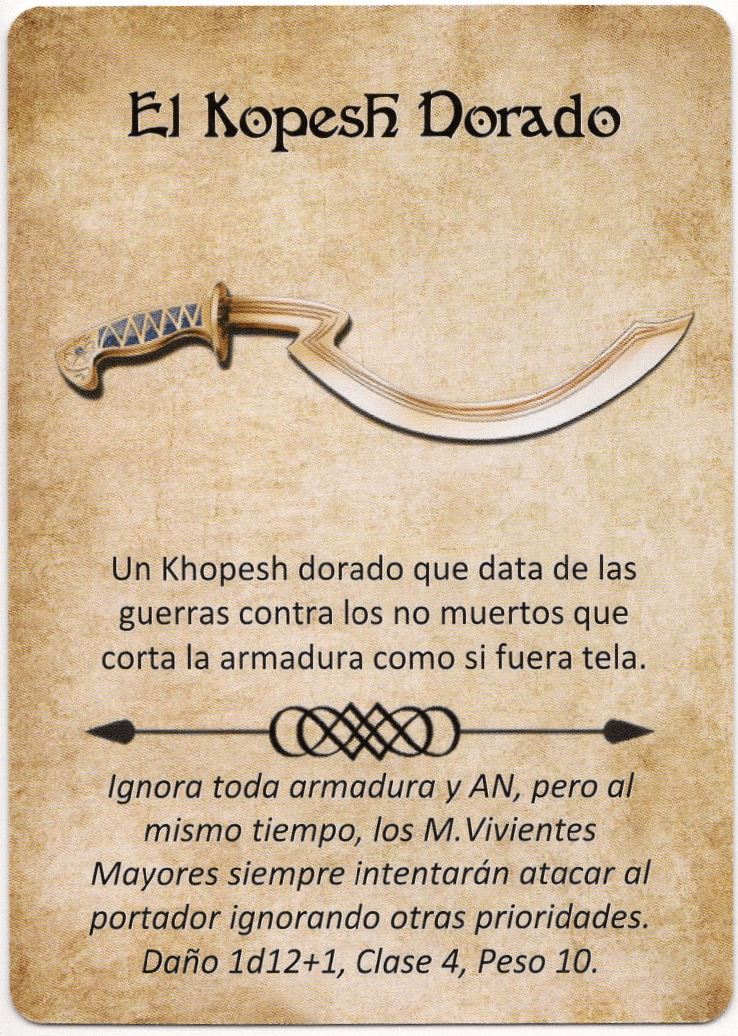 El Kopesh Dorado
Un Khopesh dorado que data de las
guerras contra los no muertos que
corta la armadura como si fuera tela.
Ignora toda armadura y AN, pero al
mismo tiempo, los M.Vivientes
Mayores siempre intentarán atacar al
portador ignorando otras prioridades.
Daño 1d12+1, Clase 4, Peso 10.